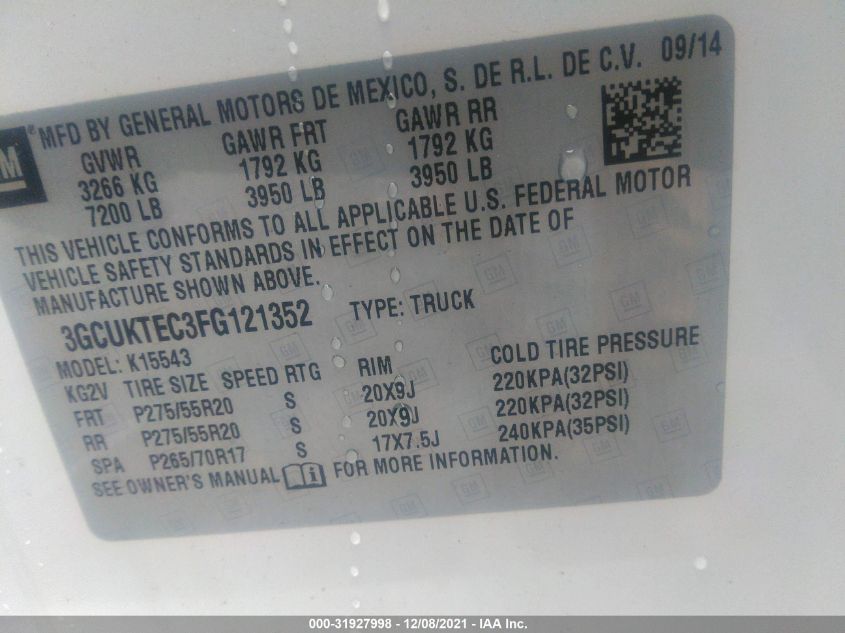 MFD BY GENERAL MOTORS DE MEXICO, S. DE R.L. DE C.V. 09/14
GM
GVWR GAWR FRT GAWR RR
3266 KG 1792 KG 1792 KG
7200 LB 3950 LB 3950 LB
THIS VEHICLE CONFORMS TO ALL APPLICABLE U.S. FEDERAL MOTOR
VEHICLE SAFETY STANDARDS IN EFFECT ON THE DATE OF
MANUFACTURE SHOWN ABOVE.
3GCUKTEC3FG121352 TYPE: TRUCK
MODEL: K15543
KG2V TIRE SIZE SPEED RTG RIM COLD TIRE PRESSURE
FRT P275/55R20 S 20X9J 220KPA(32PSI)
RR P275/55R20 S 20X9J 220KPA(32PSI)
SPA P265/70R17 S 17X7.5J 240KPA(35PSI)
SEE OWNER'S MANUAL i FOR MORE INFORMATION.
000-31927998 - 12/08/2021 - IAA Inc.